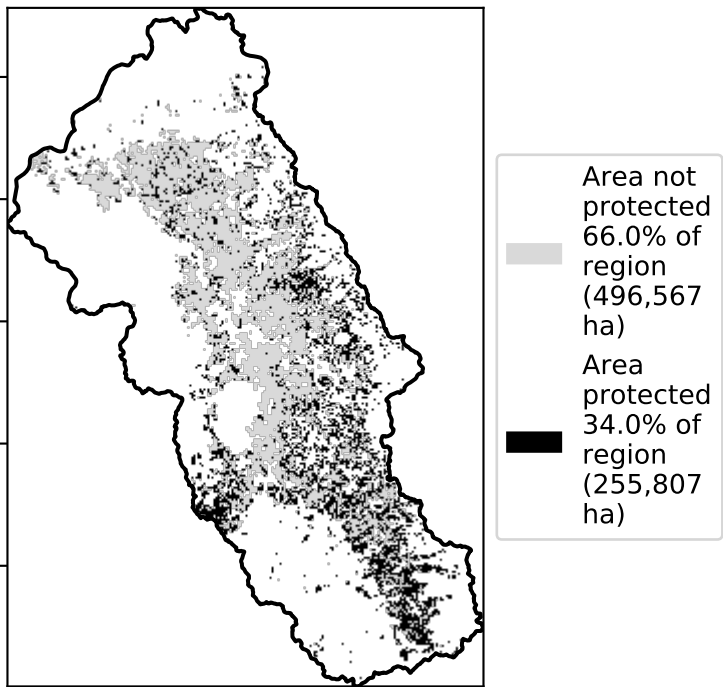 Area not
protected
66.0% of
region
(496,567
ha)
Area
protected
34.0% of
region
(255,807
ha)